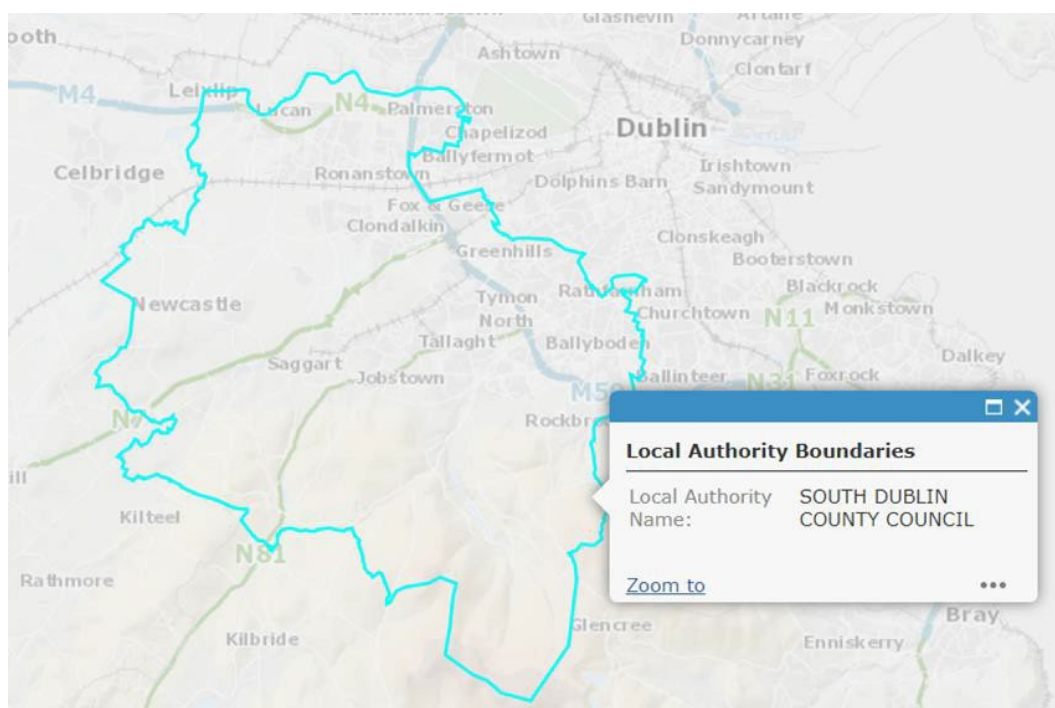 Glasnevin
Donnycarney
ooth
Ashtown
Clontarf
M4
Leixlip
Lucan
N4
Palmerston
Chapelizod
Dublin
Ballyfermot
Irishtown
Celbridge
Ronanstown
Dolphins Barn
Sandymount
Fox & Geese
Clondalkin
Clonskeagh
Greenhills
Booterstown
Blackrock
Newcastle
Tymon
North
Rathfarnham
Churchtown
N11
Monkstown
Tallaght
Ballyboden
Dalkey
Saggart
Jobstown
M50
Ballinteer
N31
Foxrock
N7
Local Authority Boundaries
ill
Local Authority
Name:
SOUTH DUBLIN
COUNTY COUNCIL
Kilteel
N81
Rathmore
Zoom to
Bray
Glencree
Kilbride
Enniskerry